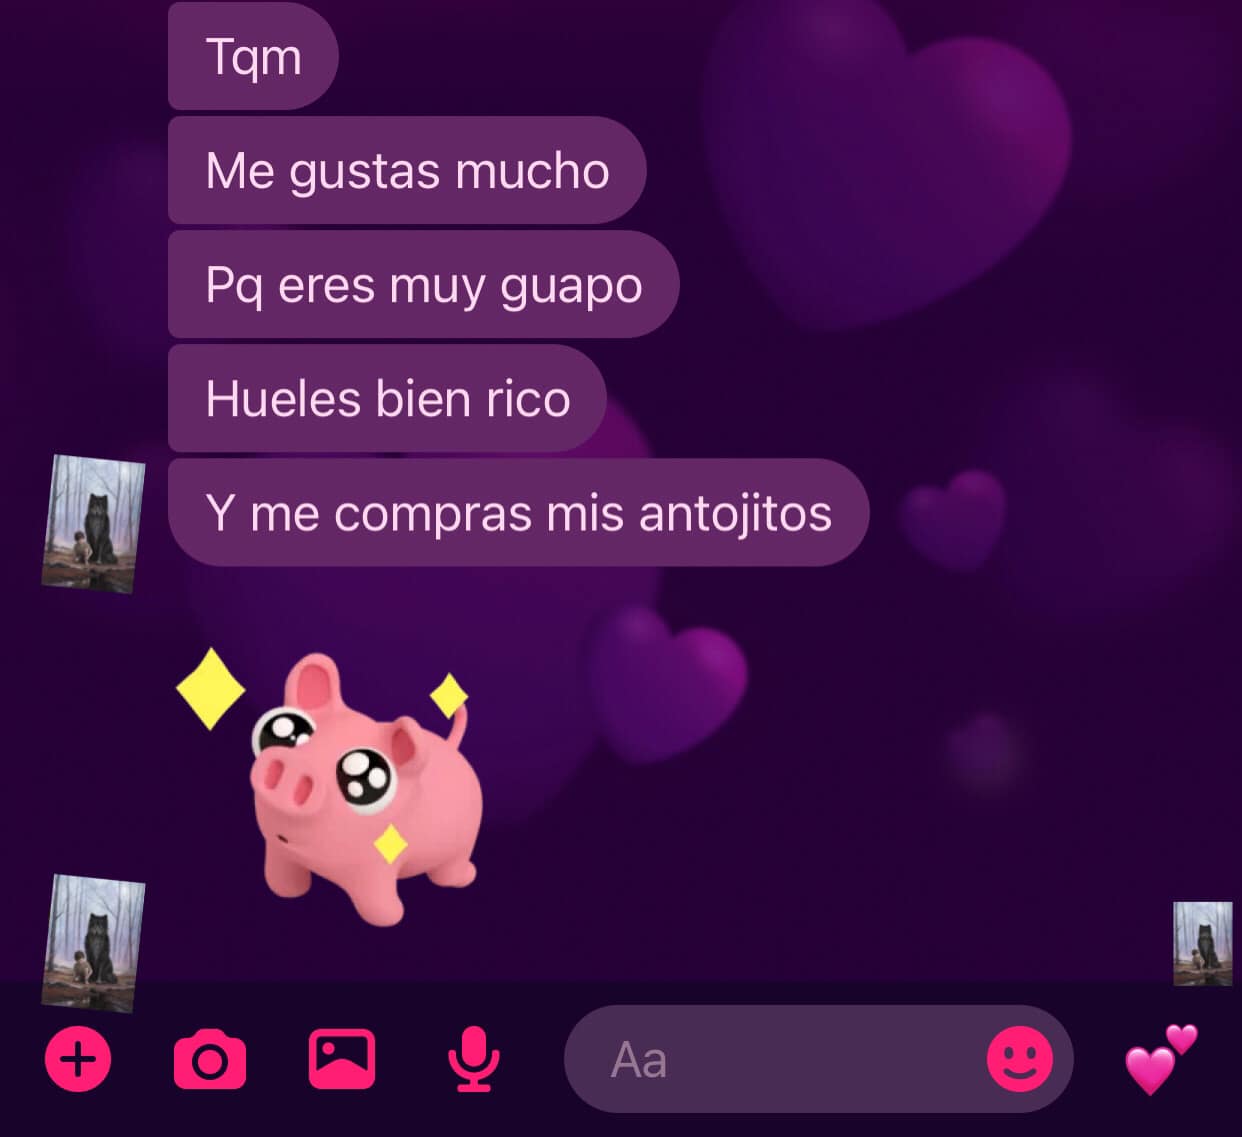 Tqm
Me gustas mucho
Pq eres muy guapo
Hueles bien rico
Y me compras mis antojitos
Aa